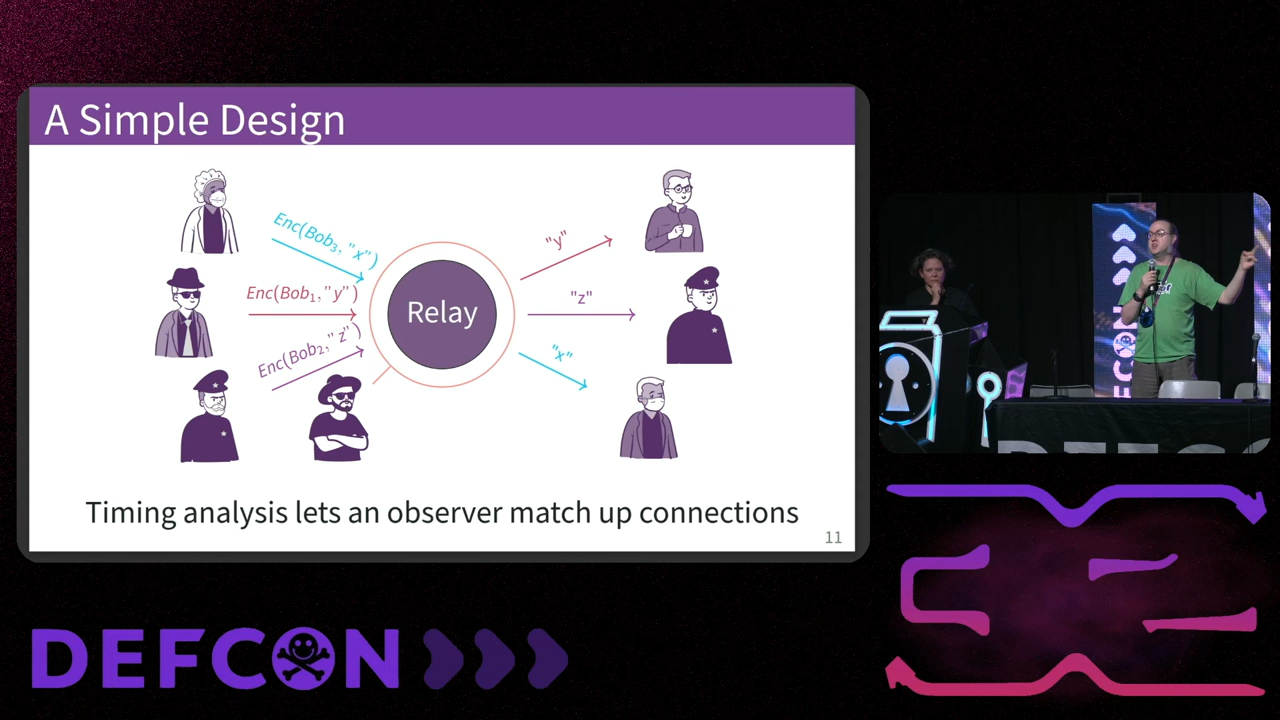 A Simple Design
Enc(Bob₃, "x")
Enc(Bob₁, "y")
Enc(Bob₂, "z")
Relay
"y"
"z"
"x"
Timing analysis lets an observer match up connections
11
DEFCON